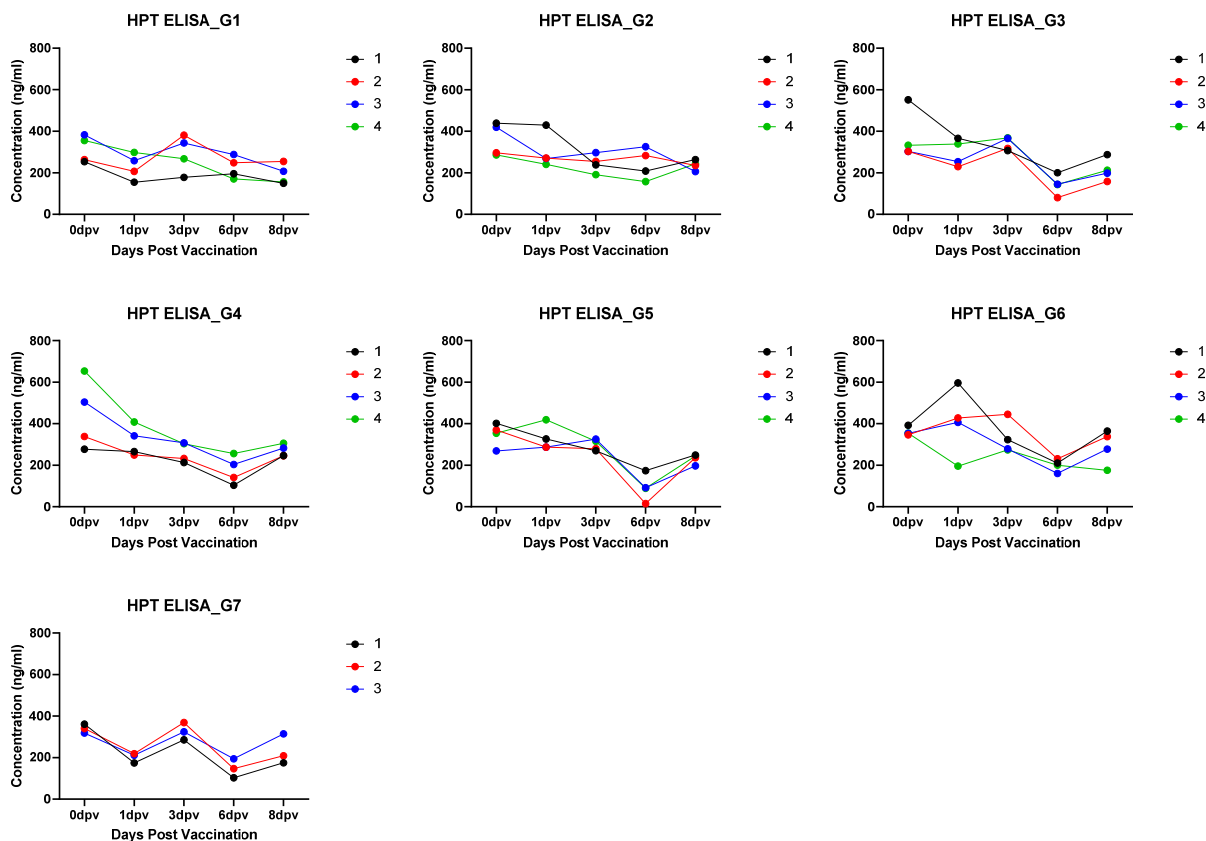 HPT ELISA_G1
Concentration (ng/ml)
800
600
400
200
0
0dpv 1dpv 3dpv 6dpv 8dpv
Days Post Vaccination
1
2
3
4
HPT ELISA_G2
Concentration (ng/ml)
800
600
400
200
0
0dpv 1dpv 3dpv 6dpv 8dpv
Days Post Vaccination
1
2
3
4
HPT ELISA_G3
Concentration (ng/ml)
800
600
400
200
0
0dpv 1dpv 3dpv 6dpv 8dpv
Days Post Vaccination
1
2
3
4
HPT ELISA_G4
Concentration (ng/ml)
800
600
400
200
0
0dpv 1dpv 3dpv 6dpv 8dpv
Days Post Vaccination
1
2
3
4
HPT ELISA_G5
Concentration (ng/ml)
800
600
400
200
0
0dpv 1dpv 3dpv 6dpv 8dpv
Days Post Vaccination
1
2
3
4
HPT ELISA_G6
Concentration (ng/ml)
800
600
400
200
0
0dpv 1dpv 3dpv 6dpv 8dpv
Days Post Vaccination
1
2
3
4
HPT ELISA_G7
Concentration (ng/ml)
800
600
400
200
0
0dpv 1dpv 3dpv 6dpv 8dpv
Days Post Vaccination
1
2
3